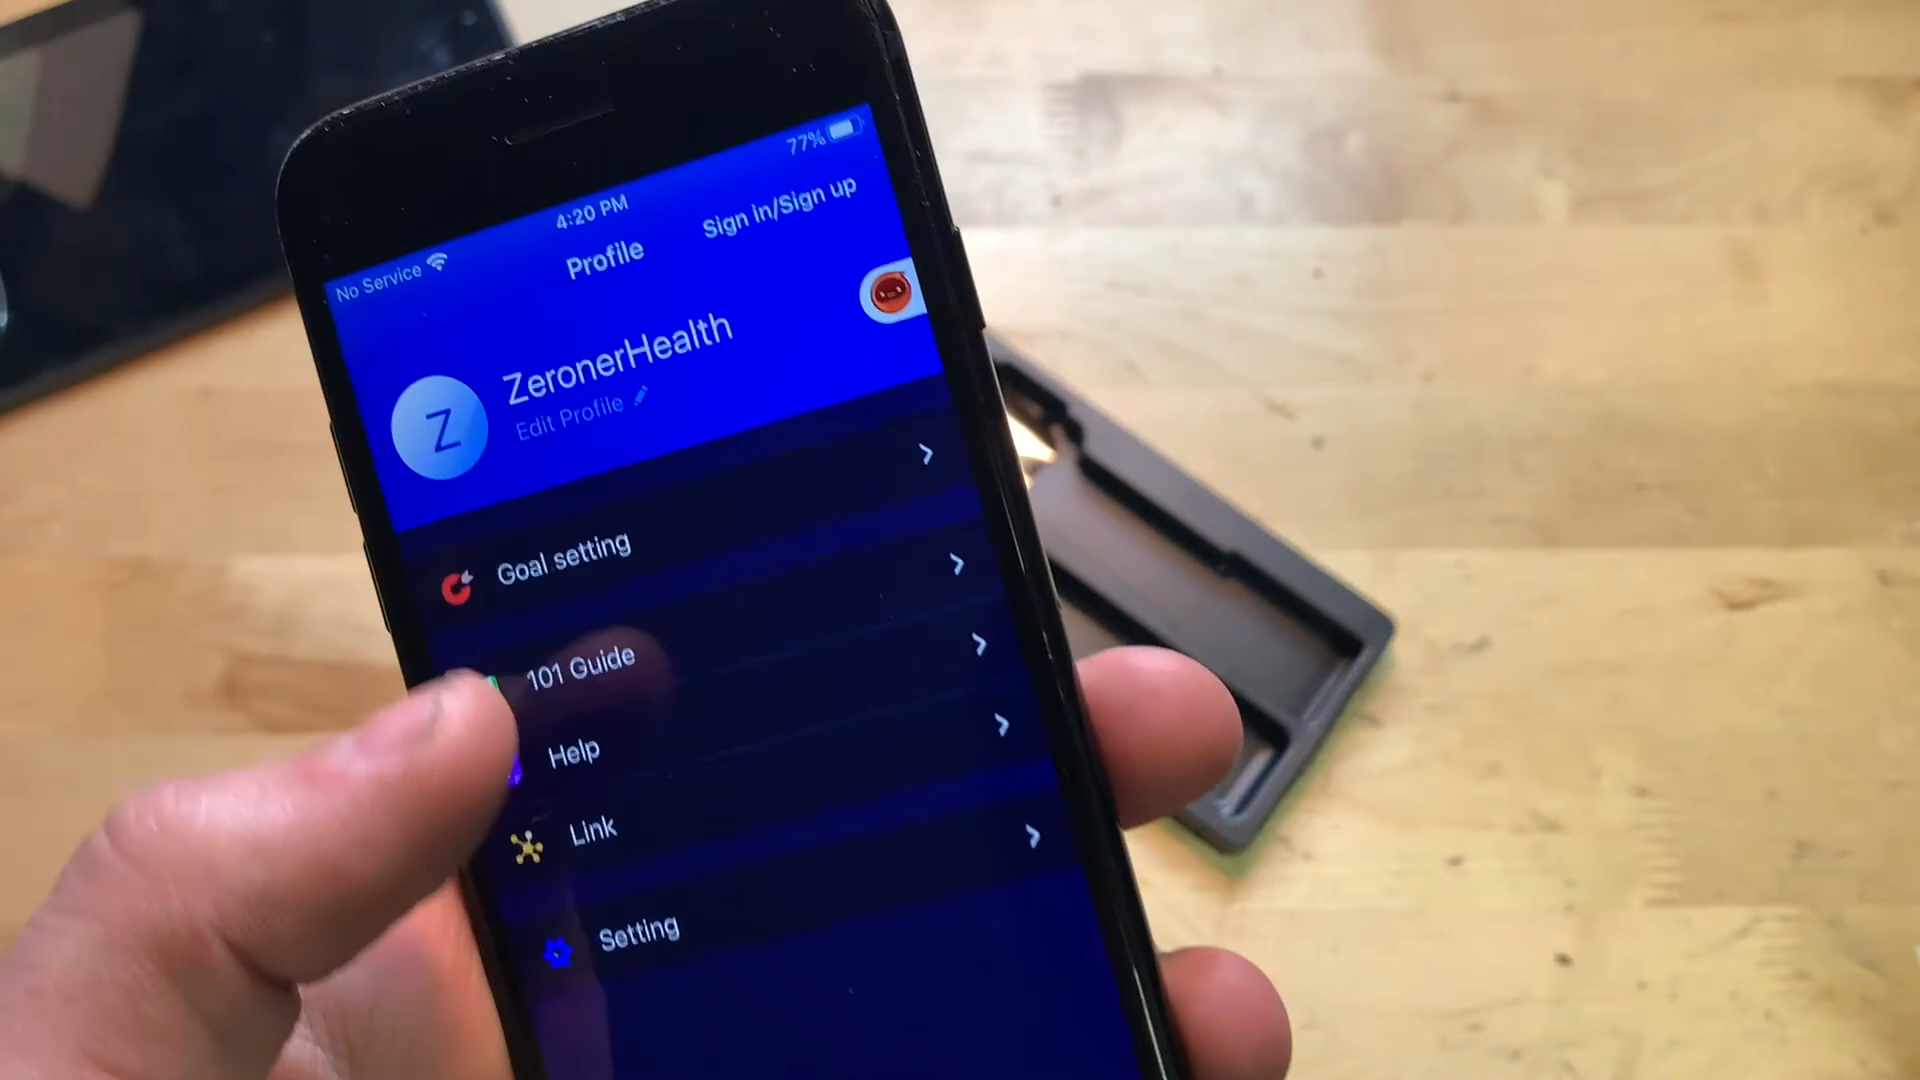 No Service
4:20 PM
77%
Profile
Sign in/Sign up
Z
ZeronerHealth
Edit Profile
Goal setting
101 Guide
Help
Link
Setting